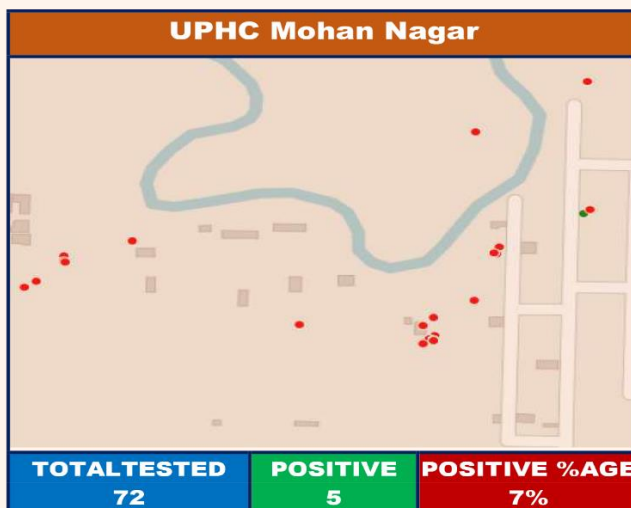 UPHC Mohan Nagar
TOTALTESTED
72
POSITIVE
5
POSITIVE %AGE
7%